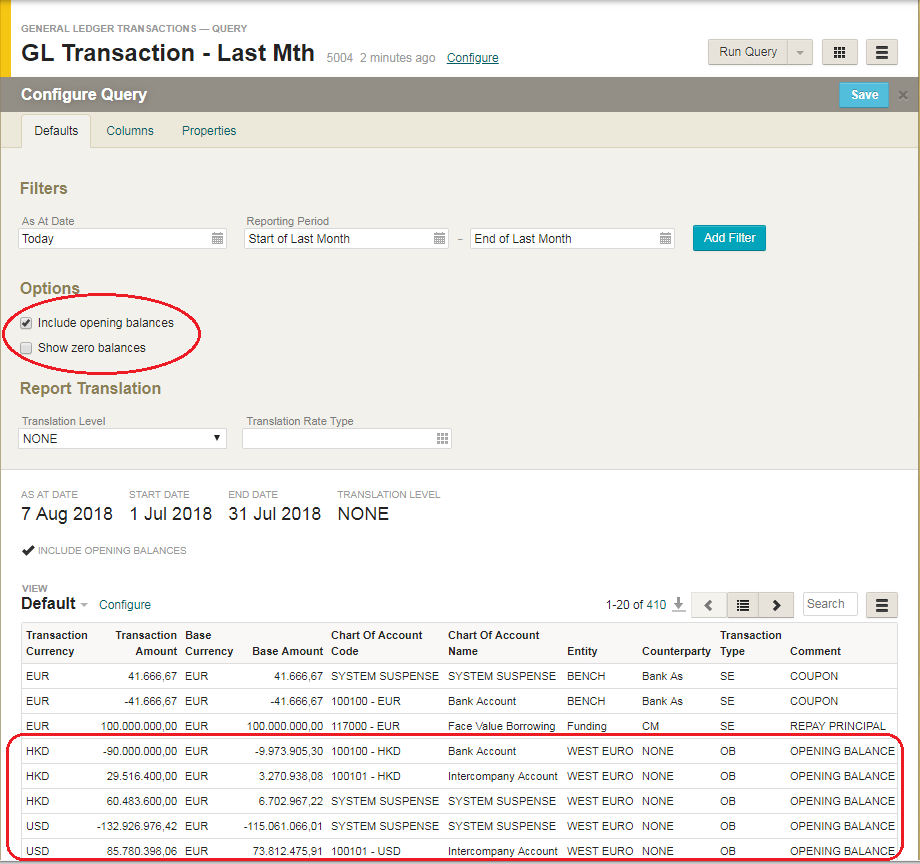 GENERAL LEDGER TRANSACTIONS — QUERY
GL Transaction - Last Mth 5004 2 minutes ago Configure Run Query
Configure Query Save ×
Defaults Columns Properties
Filters
As At Date Reporting Period
Today Start of Last Month – End of Last Month Add Filter
Options
Include opening balances
Show zero balances
Report Translation
Translation Level Translation Rate Type
NONE
AS AT DATE START DATE END DATE TRANSLATION LEVEL
7 Aug 2018 1 Jul 2018 31 Jul 2018 NONE
INCLUDE OPENING BALANCES
VIEW
Default Configure 1-20 of 410 Search
Transaction Transaction Base Chart Of Account Chart Of Account Transaction
Currency Amount Currency Base Amount Code Name Entity Counterparty Type Comment
EUR 41.666,67 EUR 41.666,67 SYSTEM SUSPENSE SYSTEM SUSPENSE BENCH Bank As SE COUPON
EUR -41.666,67 EUR -41.666,67 100100 - EUR Bank Account BENCH Bank As SE COUPON
EUR 100.000.000,00 EUR 100.000.000,00 117000 - EUR Face Value Borrowing Funding CM SE REPAY PRINCIPAL
HKD -90.000.000,00 EUR -9.973.905,30 100100 - HKD Bank Account WEST EURO NONE OB OPENING BALANCE
HKD 29.516.400,00 EUR 3.270.938,08 100101 - HKD Intercompany Account WEST EURO NONE OB OPENING BALANCE
HKD 60.483.600,00 EUR 6.702.967,22 SYSTEM SUSPENSE SYSTEM SUSPENSE WEST EURO NONE OB OPENING BALANCE
USD -132.926.976,42 EUR -115.061.066,01 SYSTEM SUSPENSE SYSTEM SUSPENSE WEST EURO NONE OB OPENING BALANCE
USD 85.780.398,06 EUR 73.812.475,91 100101 - USD Intercompany Account WEST EURO NONE OB OPENING BALANCE